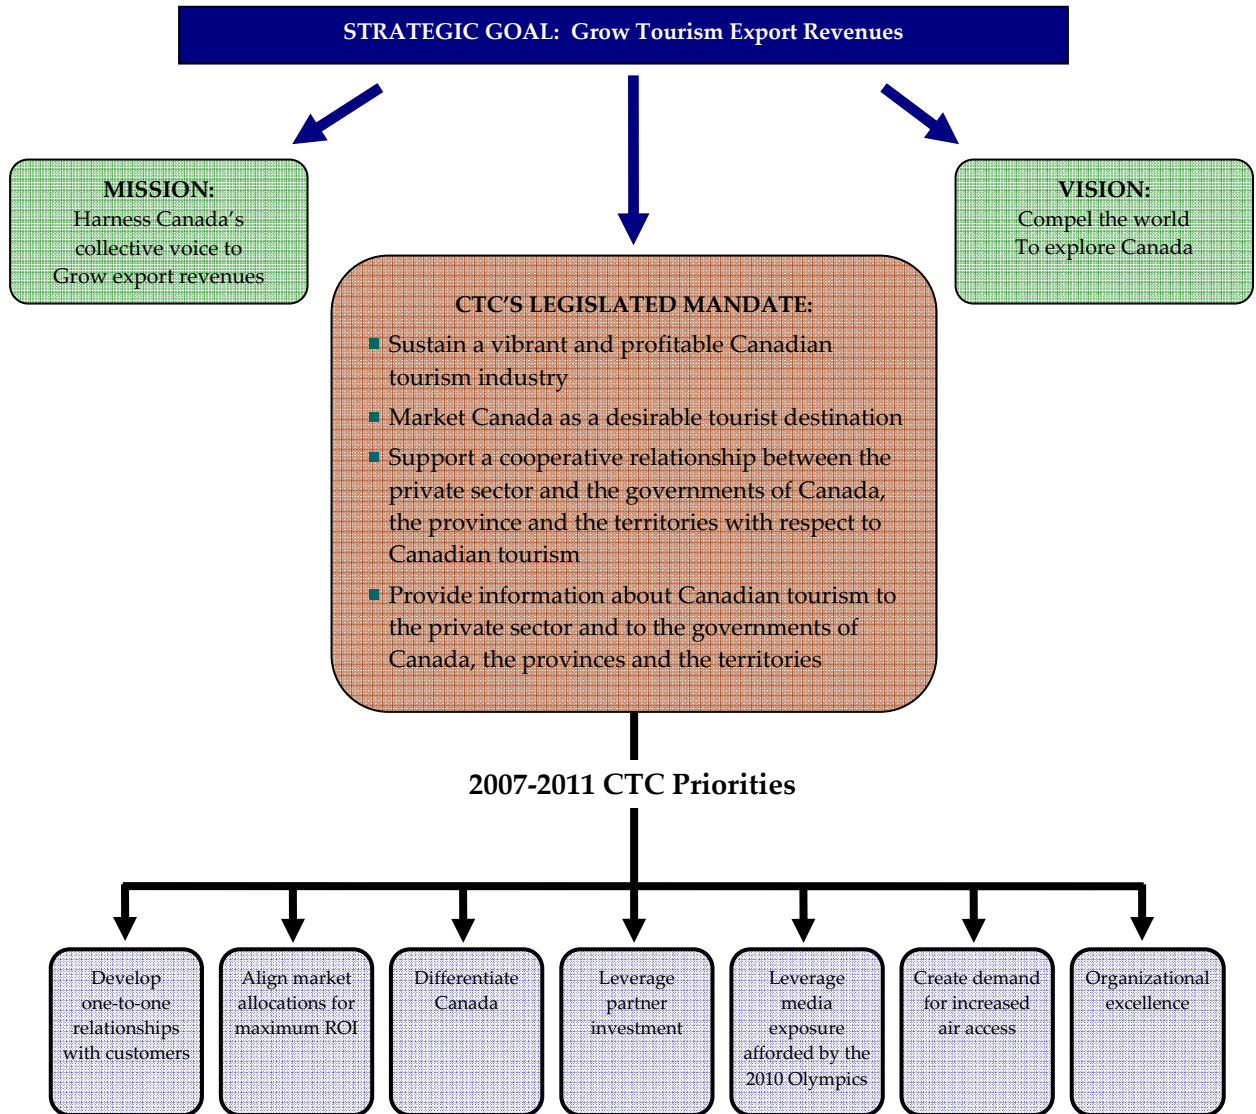 STRATEGIC GOAL: Grow Tourism Export Revenues
MISSION:
Harness Canada’s
collective voice to
Grow export revenues
VISION:
Compel the world
To explore Canada
CTC’S LEGISLATED MANDATE:
Sustain a vibrant and profitable Canadian
tourism industry
Market Canada as a desirable tourist destination
Support a cooperative relationship between the
private sector and the governments of Canada,
the province and the territories with respect to
Canadian tourism
Provide information about Canadian tourism to
the private sector and to the governments of
Canada, the provinces and the territories
2007-2011 CTC Priorities
Develop
one-to-one
relationships
with customers
Align market
allocations for
maximum ROI
Differentiate
Canada
Leverage
partner
investment
Leverage
media
exposure
afforded by the
2010 Olympics
Create demand
for increased
air access
Organizational
excellence